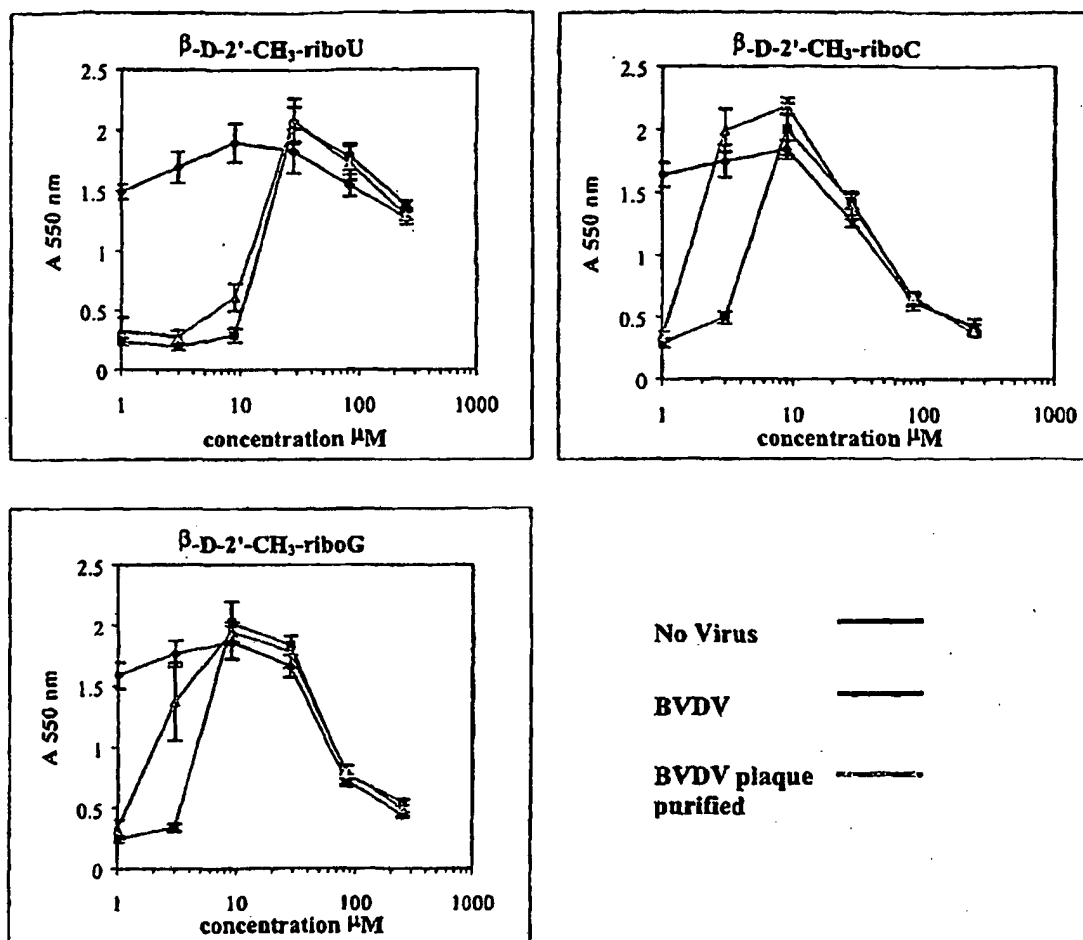 β-D-2'-CH₃-riboU
2.5
2
1.5
1
0.5
0
A 550 nm
1 10 100 1000
concentration μM
β-D-2'-CH₃-riboC
2.5
2
1.5
1
0.5
0
A 550 nm
1 10 100 1000
concentration μM
β-D-2'-CH₃-riboG
2.5
2
1.5
1
0.5
0
A 550 nm
1 10 100 1000
concentration μM
No Virus
BVDV
BVDV plaque
purified